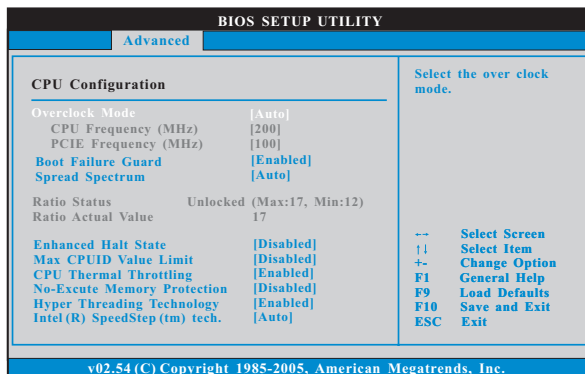 BIOS SETUP UTILITY
Advanced
CPU Configuration
Overclock Mode [Auto]
CPU Frequency (MHz) [200]
PCIE Frequency (MHz) [100]
Boot Failure Guard [Enabled]
Spread Spectrum [Auto]
Ratio Status Unlocked (Max:17, Min:12)
Ratio Actual Value 17
Enhanced Halt State [Disabled]
Max CPUID Value Limit [Disabled]
CPU Thermal Throttling [Enabled]
No-Excute Memory Protection [Disabled]
Hyper Threading Technology [Enabled]
Intel(R) SpeedStep(tm) tech. [Auto]
Select the over clock
mode.
←→ Select Screen
↑↓ Select Item
+- Change Option
F1 General Help
F9 Load Defaults
F10 Save and Exit
ESC Exit
v02.54 (C) Copyright 1985-2005, American Megatrends, Inc.